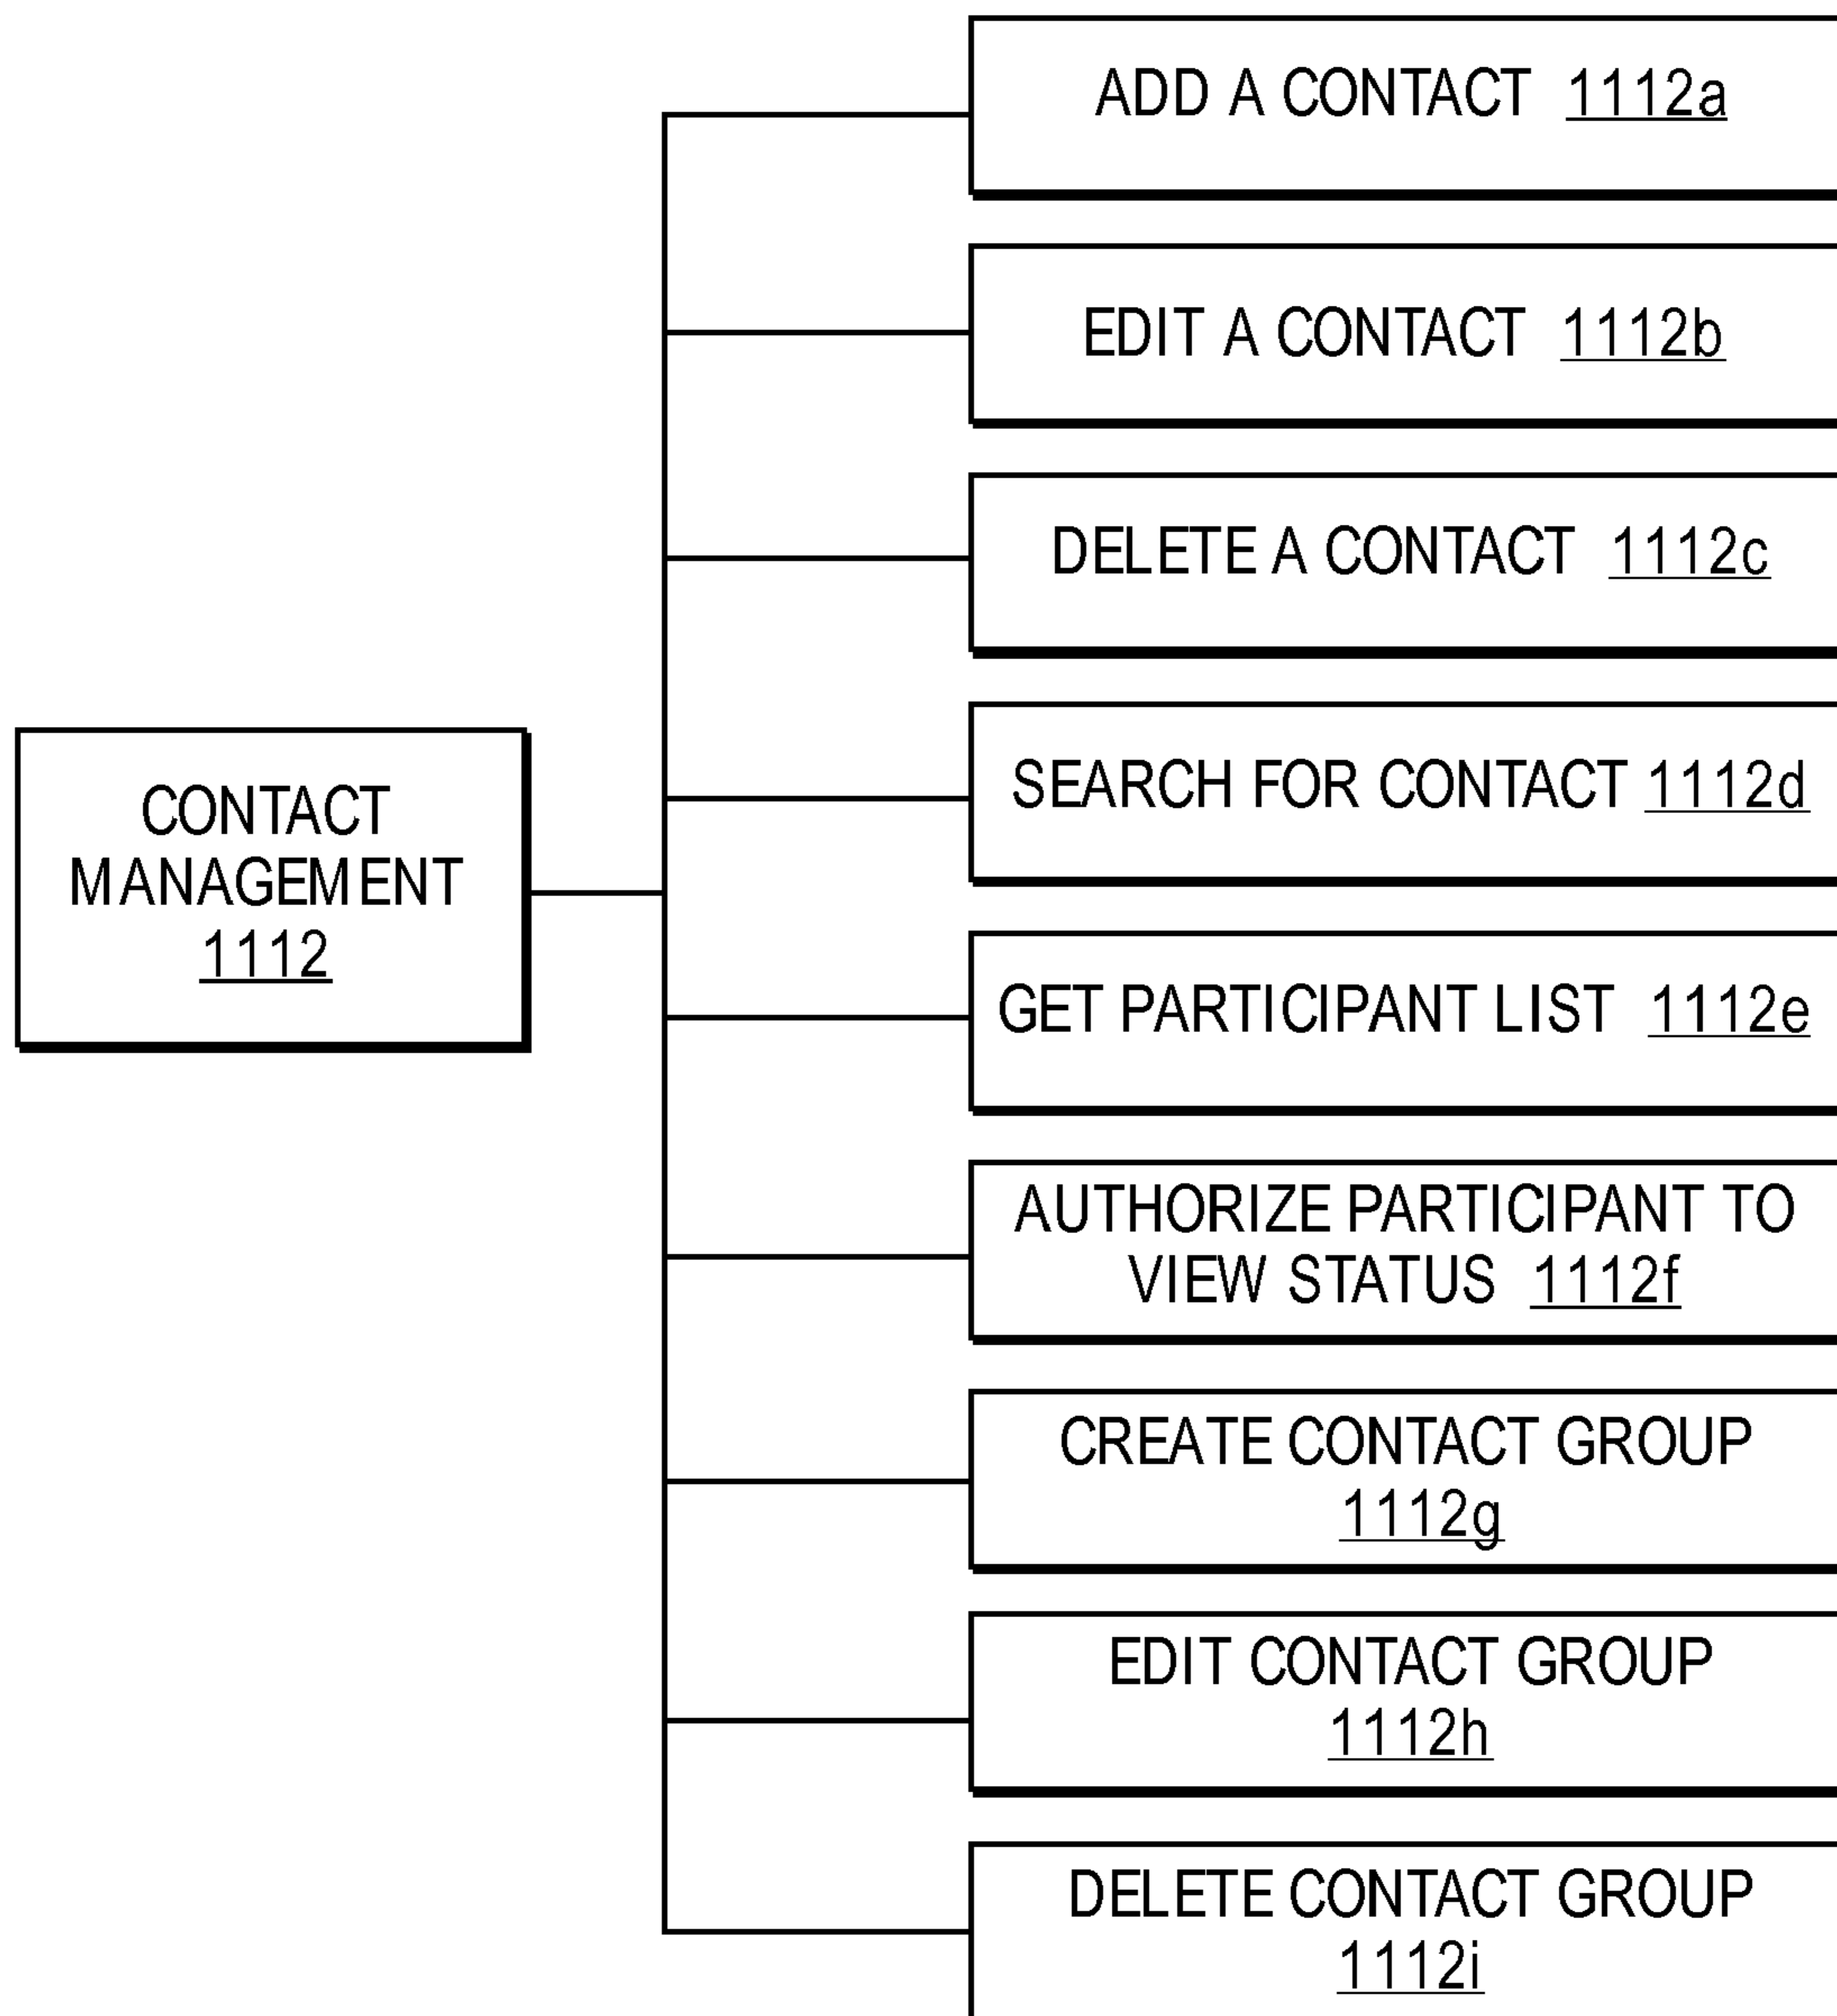 ADD A CONTACT 1112a
EDIT A CONTACT 1112b
DELETE A CONTACT 1112c
SEARCH FOR CONTACT 1112d
CONTACT
MANAGEMENT
1112
GET PARTICIPANT LIST 1112e
AUTHORIZE PARTICIPANT TO
VIEW STATUS 1112f
CREATE CONTACT GROUP
1112g
EDIT CONTACT GROUP
1112h
DELETE CONTACT GROUP
1112i